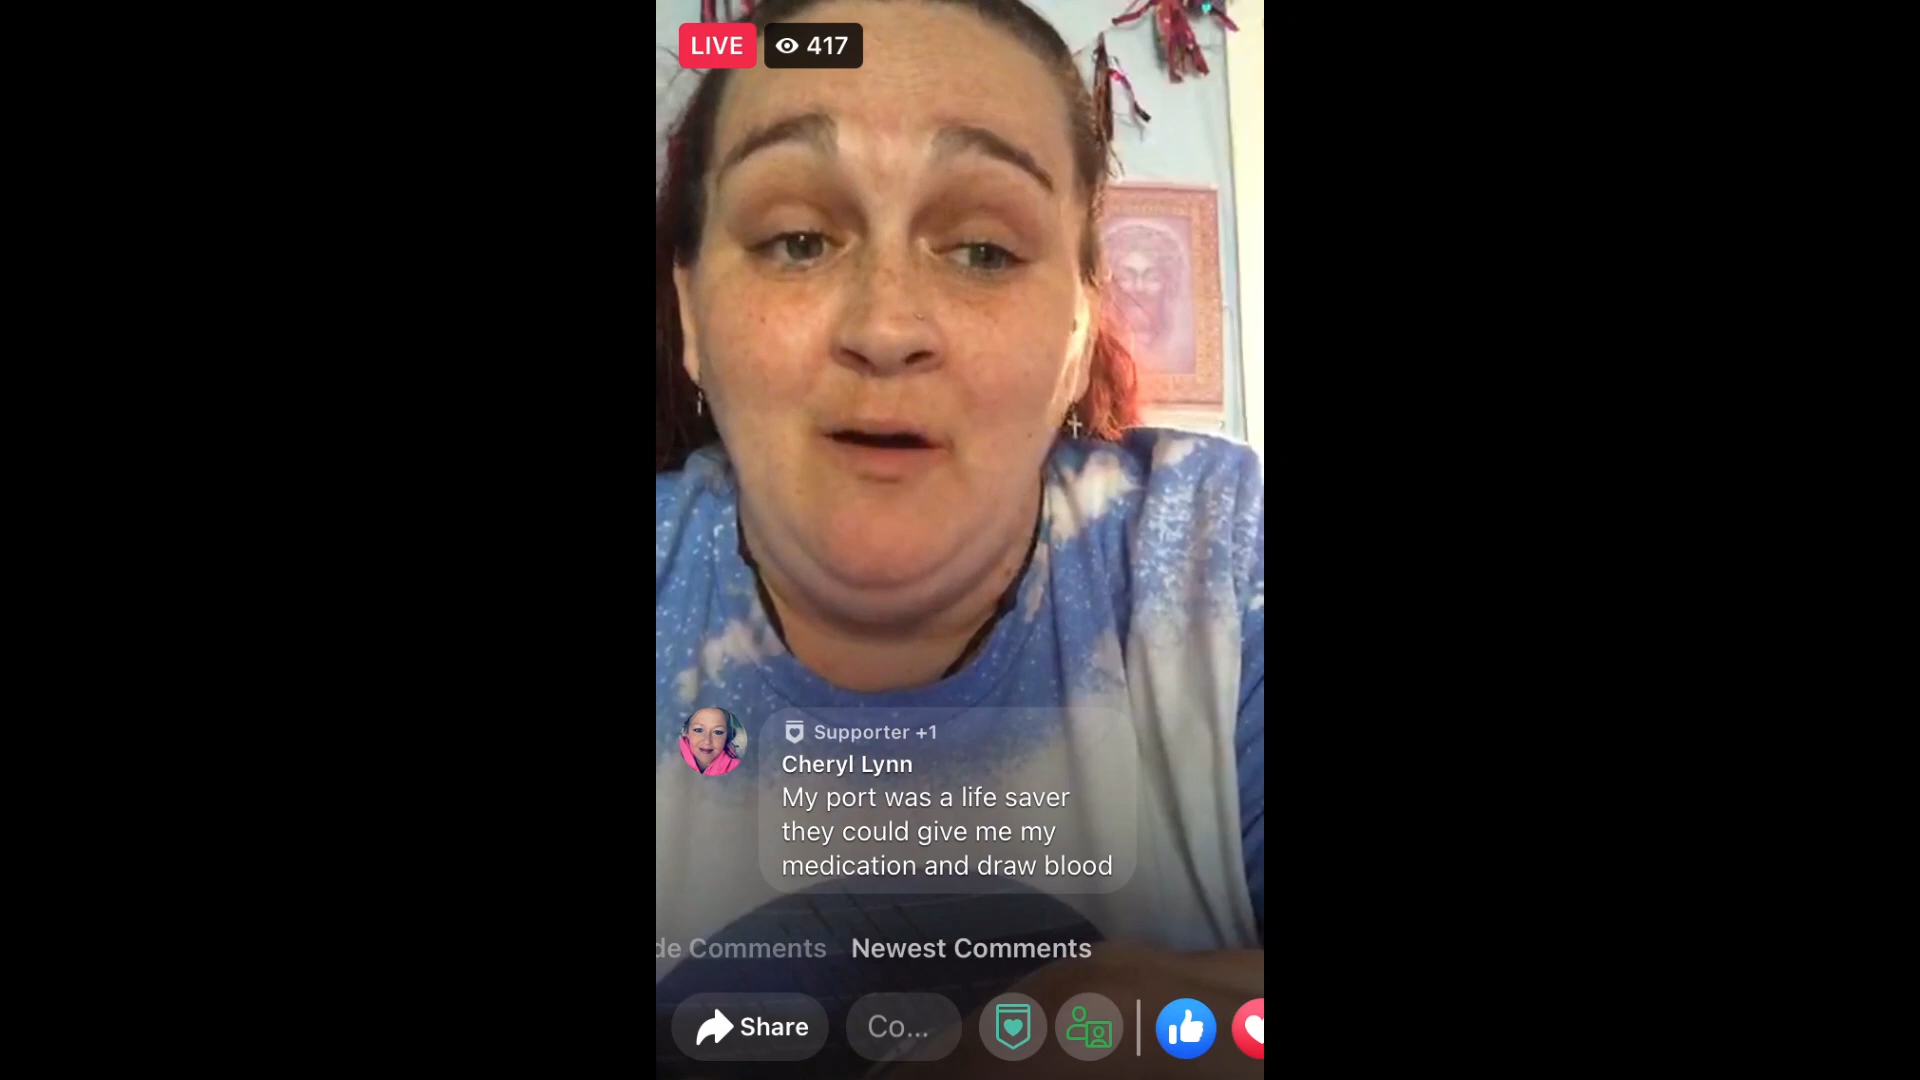 LIVE 417
Supporter +1
Cheryl Lynn
My port was a life saver
they could give me my
medication and draw blood
de Comments Newest Comments
Share Co...